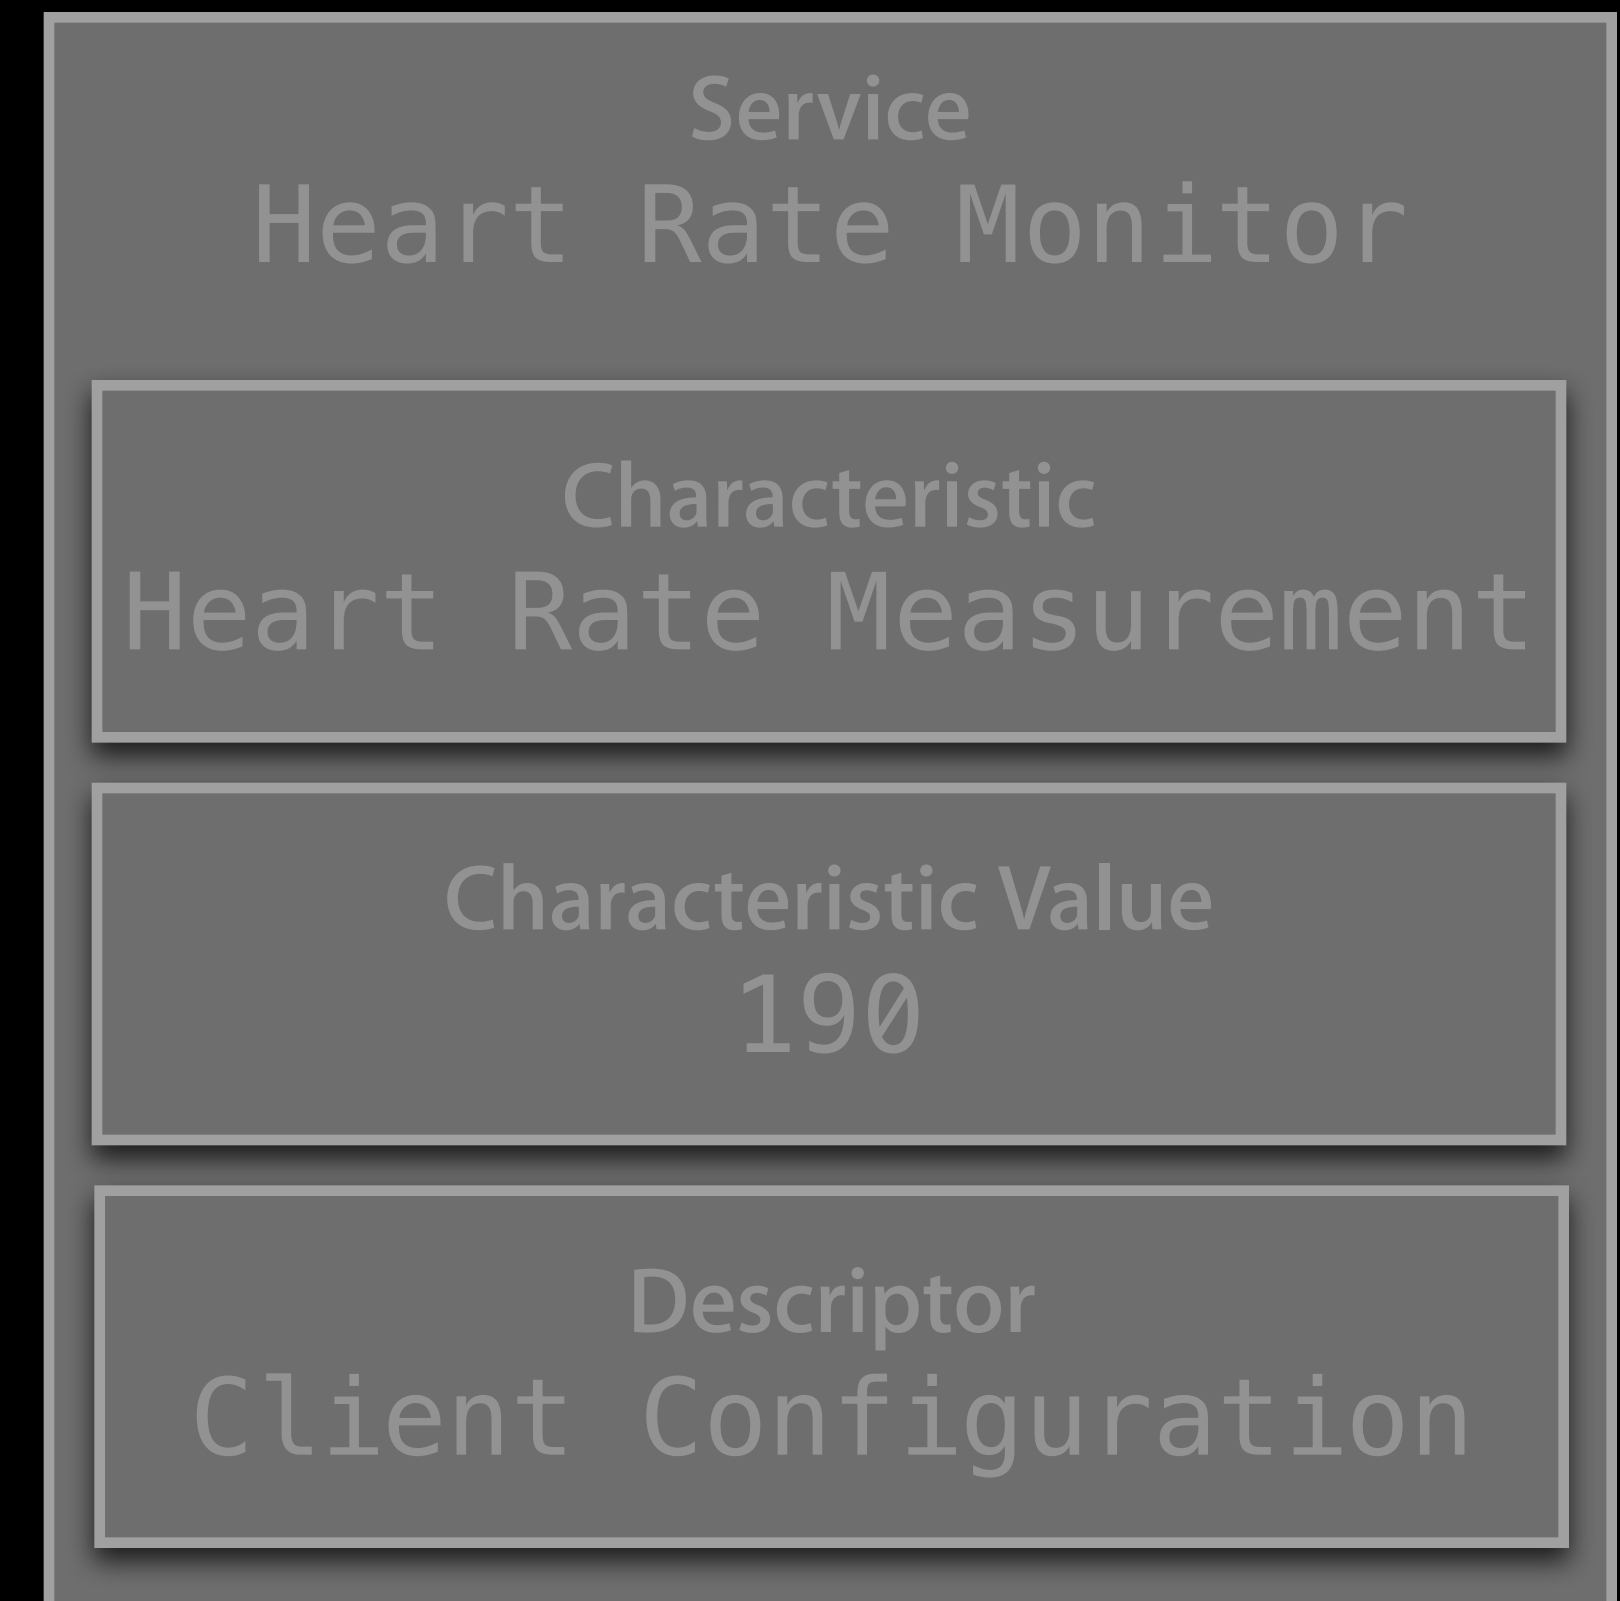 Service
Heart Rate Monitor
Characteristic
Heart Rate Measurement
Characteristic Value
190
Descriptor
Client Configuration